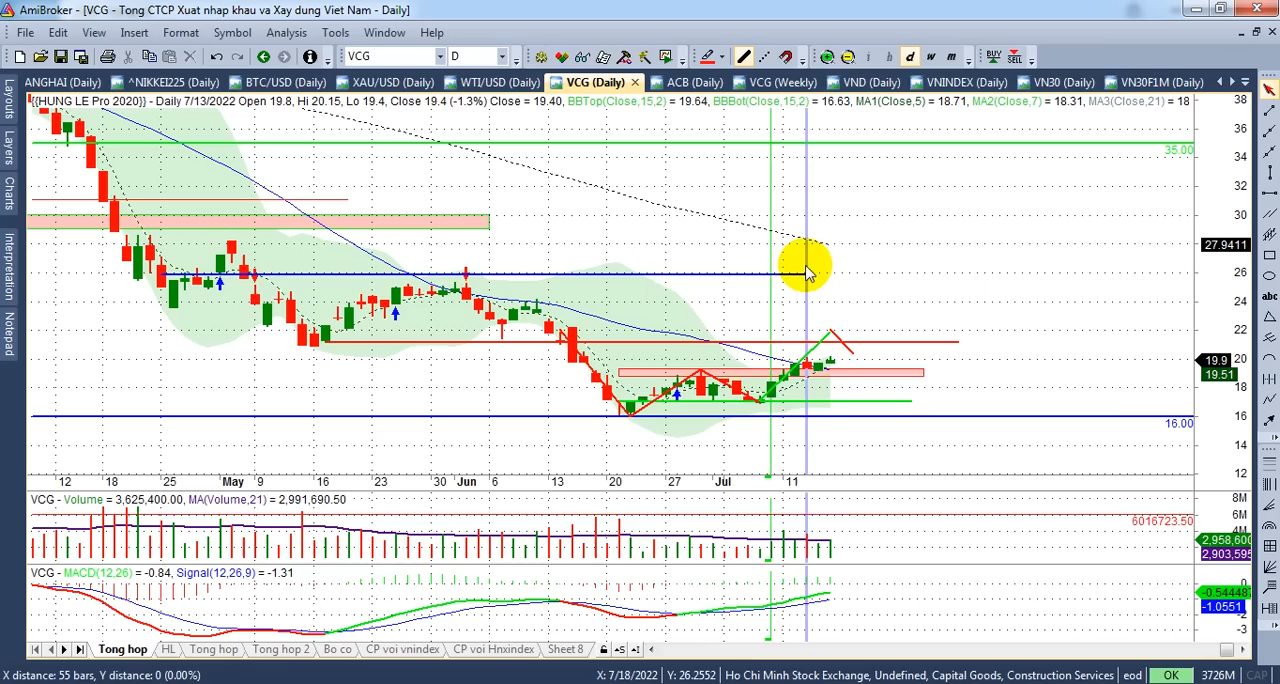 AmiBroker - [VCG - Tong CTCP Xuat nhap khau va Xay dung Viet Nam - Daily]
File Edit View Insert Format Symbol Analysis Tools Window Help
VCG D i h d w m BUY SELL
ANGHAI (Daily) ^NIKKEI225 (Daily) BTC/USD (Daily) XAU/USD (Daily) WTI/USD (Daily) VCG (Daily) ACB (Daily) VCG (Weekly) VND (Daily) VNINDEX (Daily) VN30 (Daily) VN30F1M (Daily)
{{HUNG LE Pro 2020}} - Daily 7/13/2022 Open 19.8, Hi 20.15, Lo 19.4, Close 19.4 (-1.3%) Close = 19.40, BBTop(Close,15,2) = 19.64, BBBot(Close,15,2) = 16.63, MA1(Close,5) = 18.71, MA2(Close,7) = 18.31, MA3(Close,21) = 18
Layouts
Layers
Charts
Interpretation
Notepad
38
36
35.00
34
32
30
27.9411
26
24
22
20
19.9
19.51
18
16
16.00
14
12
12 18 25 May 9 16 23 30 Jun 6 13 20 27 Jul 11
VCG - Volume = 3,625,400.00, MA(Volume,21) = 2,991,690.50
8M
6M
6016723.50
4M
2,958,600
2,903,595
VCG - MACD(12,26) = -0.84, Signal(12,26,9) = -1.31
0
-0.544487
-1.0551
-2
-3
Tong hop HL Tong hop Tong hop 2 Bo co CP voi vnindex CP voi Hnxindex Sheet 8
X distance: 55 bars, Y distance: 0 (0.00%) X: 7/18/2022 , Y: 26.2552 Ho Chi Minh Stock Exchange, Undefined, Capital Goods, Construction Services eod OK 3726M CAP